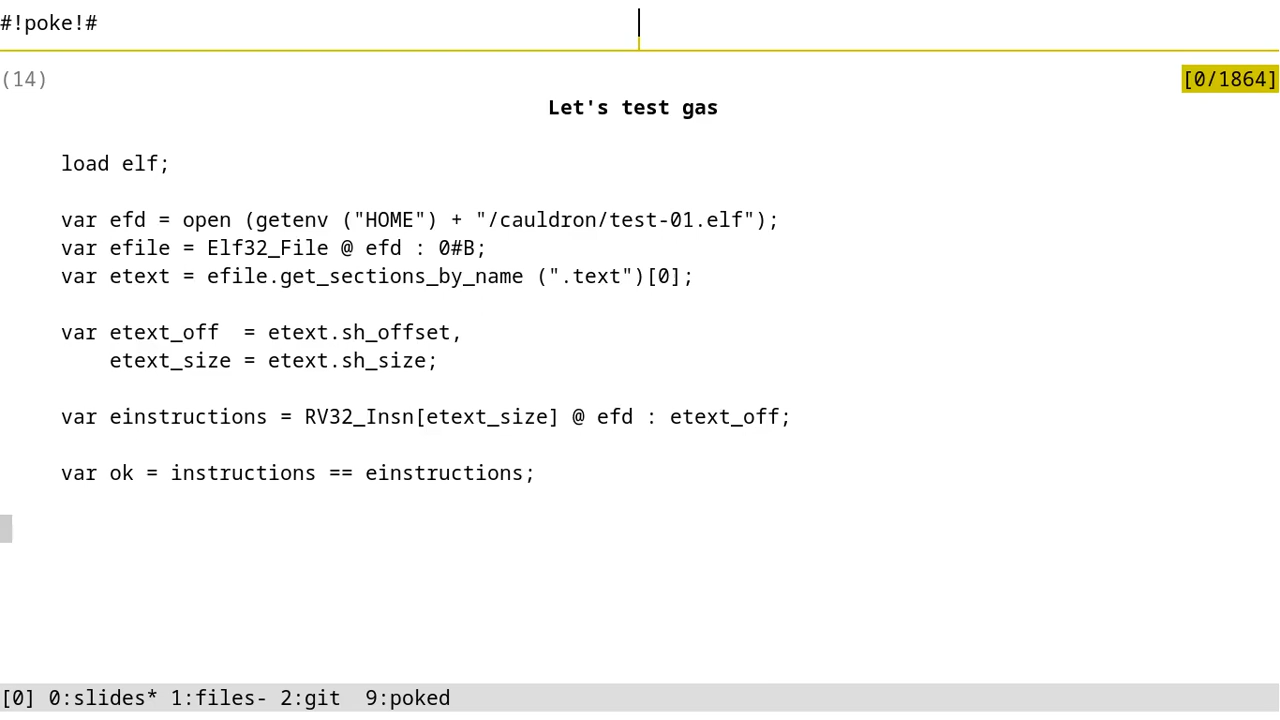 #!poke!#
(14) [0/1864]
Let's test gas
load elf;
var efd = open (getenv ("HOME") + "/cauldron/test-01.elf");
var efile = Elf32_File @ efd : 0#B;
var etext = efile.get_sections_by_name (".text")[0];
var etext_off  = etext.sh_offset,
    etext_size = etext.sh_size;
var einstructions = RV32_Insn[etext_size] @ efd : etext_off;
var ok = instructions == einstructions;
[0] 0:slides* 1:files- 2:git  9:poked